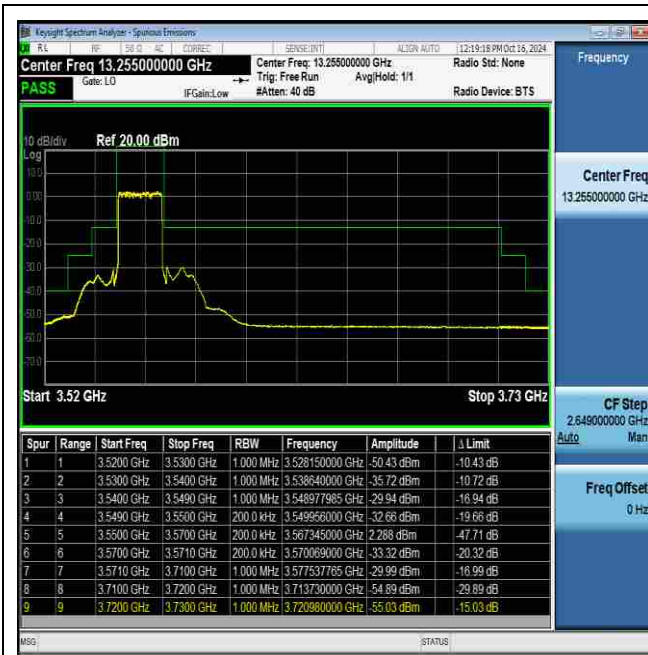 Keysight Spectrum Analyzer - Spurious Emissions
RL RF 50 Ω AC CORREC SENSE:INT ALIGN AUTO 12:19:18 PM Oct 16, 2024
Center Freq 13.255000000 GHz
Center Freq: 13.255000000 GHz
Radio Std: None
PASS
Gate: LO
Trig: Free Run Avg|Hold: 1/1
IFGain:Low
#Atten: 40 dB
Radio Device: BTS
10 dB/div Ref 20.00 dBm
Log
10.0
0.00
-10.0
-20.0
-30.0
-40.0
-50.0
-60.0
-70.0
Start 3.52 GHz Stop 3.73 GHz
Spur Range Start Freq Stop Freq RBW Frequency Amplitude Δ Limit
1 1 3.5200 GHz 3.5300 GHz 1.000 MHz 3.528150000 GHz -50.43 dBm -10.43 dB
2 2 3.5300 GHz 3.5400 GHz 1.000 MHz 3.538640000 GHz -35.72 dBm -10.72 dB
3 3 3.5400 GHz 3.5490 GHz 1.000 MHz 3.548977985 GHz -29.94 dBm -16.94 dB
4 4 3.5490 GHz 3.5500 GHz 200.0 kHz 3.549956000 GHz -32.66 dBm -19.66 dB
5 5 3.5500 GHz 3.5700 GHz 200.0 kHz 3.567345000 GHz 2.288 dBm -47.71 dB
6 6 3.5700 GHz 3.5710 GHz 200.0 kHz 3.570069000 GHz -33.32 dBm -20.32 dB
7 7 3.5710 GHz 3.7100 GHz 1.000 MHz 3.577537765 GHz -29.99 dBm -16.99 dB
8 8 3.7100 GHz 3.7200 GHz 1.000 MHz 3.713730000 GHz -54.89 dBm -29.89 dB
9 9 3.7200 GHz 3.7300 GHz 1.000 MHz 3.720980000 GHz -55.03 dBm -15.03 dB
MSG STATUS
Frequency
Center Freq
13.255000000 GHz
CF Step
2.649000000 GHz
Auto Man
Freq Offset
0 Hz